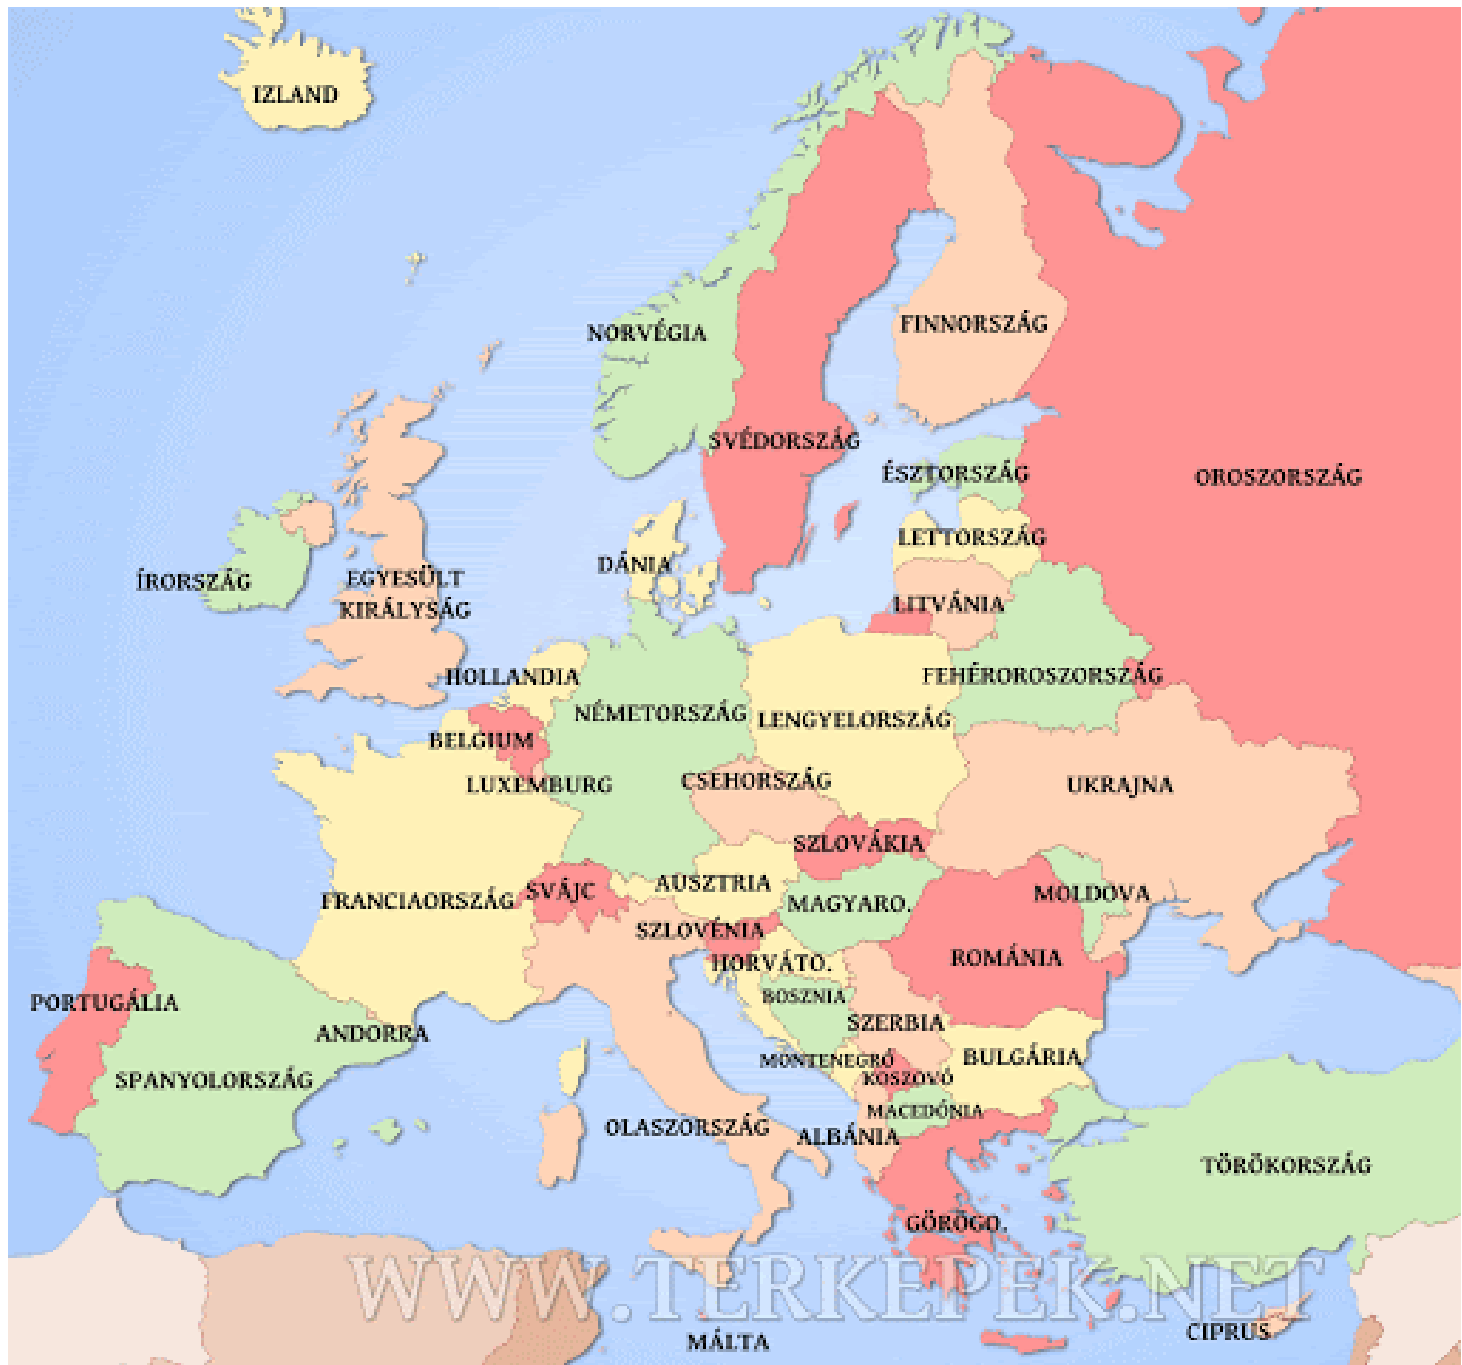 IZLAND
FINNORSZÁG
NORVÉGIA
SVÉDORSZÁG
ÉSZTORSZÁG
OROSZORSZÁG
LETTORSZÁG
DÁNIA
ÍRORSZÁG
EGYESÜLT
KIRÁLYSÁG
LITVÁNIA
HOLLANDIA
FEHÉROROSZORSZÁG
NÉMETORSZÁG
LENGYELORSZÁG
BELGIUM
LUXEMBURG
CSEHORSZÁG
UKRAJNA
SZLOVÁKIA
AUSZTRIA
SVÁJC
FRANCIAORSZÁG
MAGYARO.
MOLDOVA
SZLOVÉNIA
HORVÁTO.
ROMÁNIA
BOSZNIA
PORTUGÁLIA
ANDORRA
SZERBIA
MONTENEGRÓ
BULGÁRIA
KOSZOVÓ
SPANYOLORSZÁG
MACEDÓNIA
OLASZORSZÁG
ALBÁNIA
TÖRÖKORSZÁG
GÖRÖGO.
WWW.TERKEPEK.NET
CIPRUS
MÁLTA